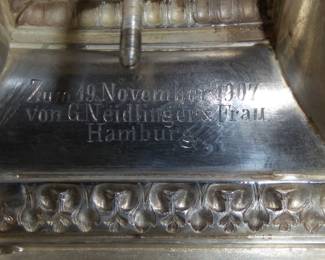 Zum 19. November 1907
von G. Neidlinger & Frau
Hamburg